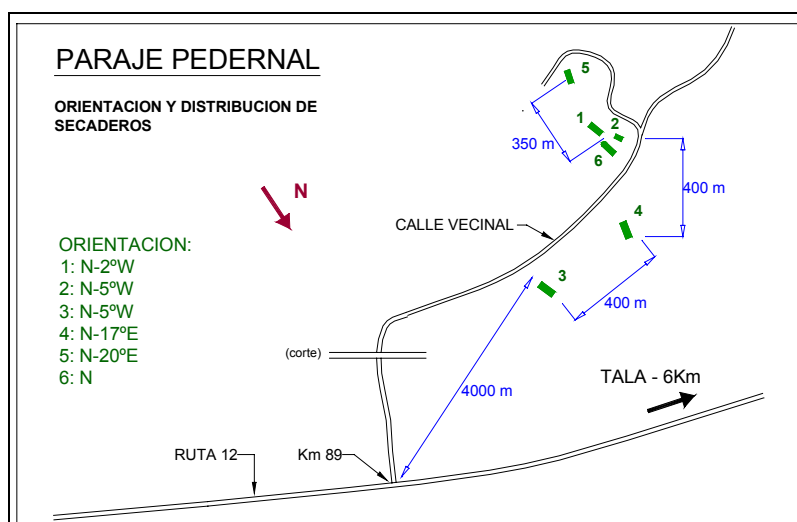 PARAJE PEDERNAL
ORIENTACION Y DISTRIBUCION DE
SECADEROS
N
ORIENTACION:
1: N-2ºW
2: N-5ºW
3: N-5ºW
4: N-17ºE
5: N-20ºE
6: N
5
1
2
6
350 m
400 m
4
CALLE VECINAL
3
400 m
(corte)
4000 m
TALA - 6Km
RUTA 12
Km 89